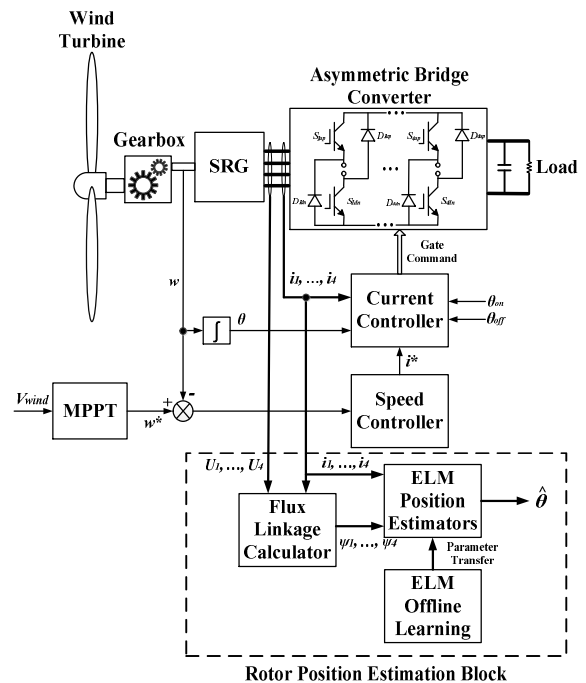 Wind
Turbine
Asymmetric Bridge
Converter
Gearbox
SRG
Load
Gate
Command
w
i1, ..., i4
θ
∫
Current
Controller
θon
θoff
i*
Vwind
MPPT
+
-
w*
Speed
Controller
U1, ..., U4
i1, ..., i4
Flux
Linkage
Calculator
ψ1, ..., ψ4
ELM
Position
Estimators
θ̂
Parameter
Transfer
ELM
Offline
Learning
Rotor Position Estimation Block